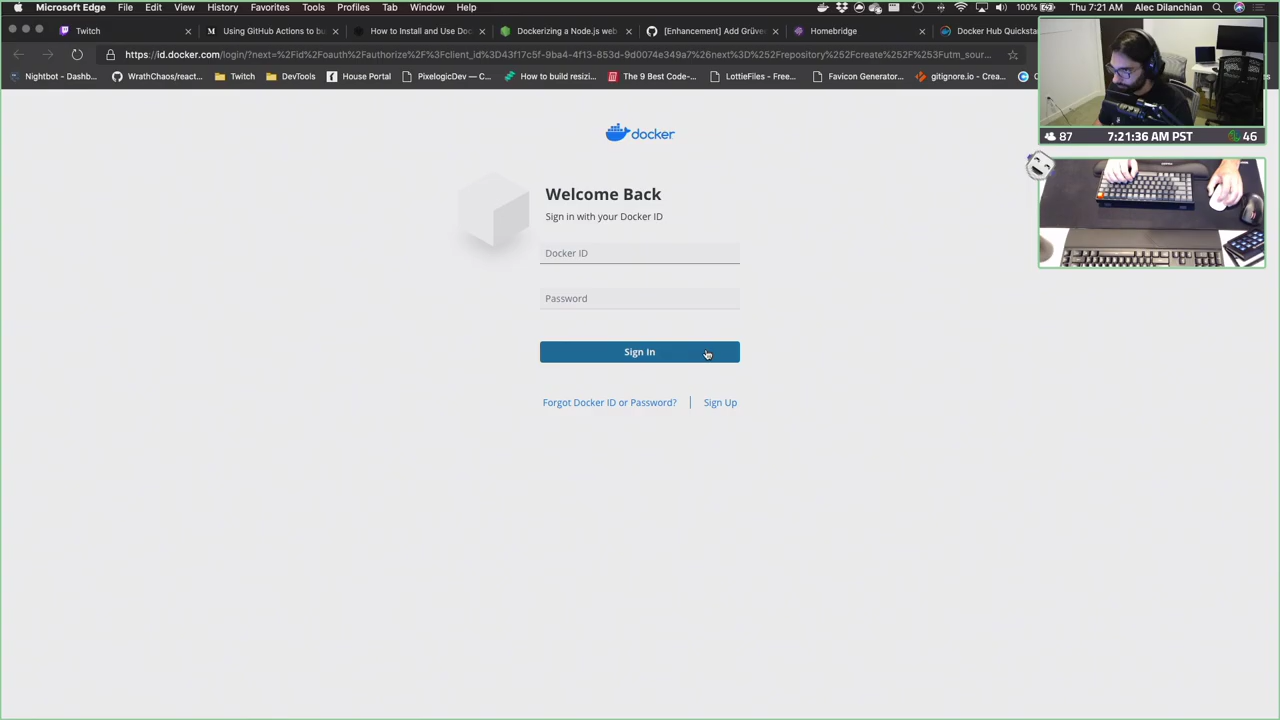 Microsoft Edge File Edit View History Favorites Tools Profiles Tab Window Help 100% Thu 7:21 AM Alec Dilanchian
Twitch Using GitHub Actions to bu How to Install and Use Doc Dockerizing a Node.js web [Enhancement] Add Grüve Homebridge Docker Hub Quicksta
https://id.docker.com/login/?next=%2Fid%2Foauth%2Fauthorize%2F%3Fclient_id%3D43f17c5f-9ba4-4f13-853d-9d0074e349a7%26next%3D%252Frepository%252Fcreate%252F%253Futm_sour...
Nightbot - Dashb... WrathChaos/react... Twitch DevTools House Portal PixelogicDev — C... How to build resizi... The 9 Best Code-... LottieFiles - Free... Favicon Generator... gitignore.io - Crea...
87 7:21:36 AM PST 46
docker
Welcome Back
Sign in with your Docker ID
Docker ID
Password
Sign In
Forgot Docker ID or Password? Sign Up